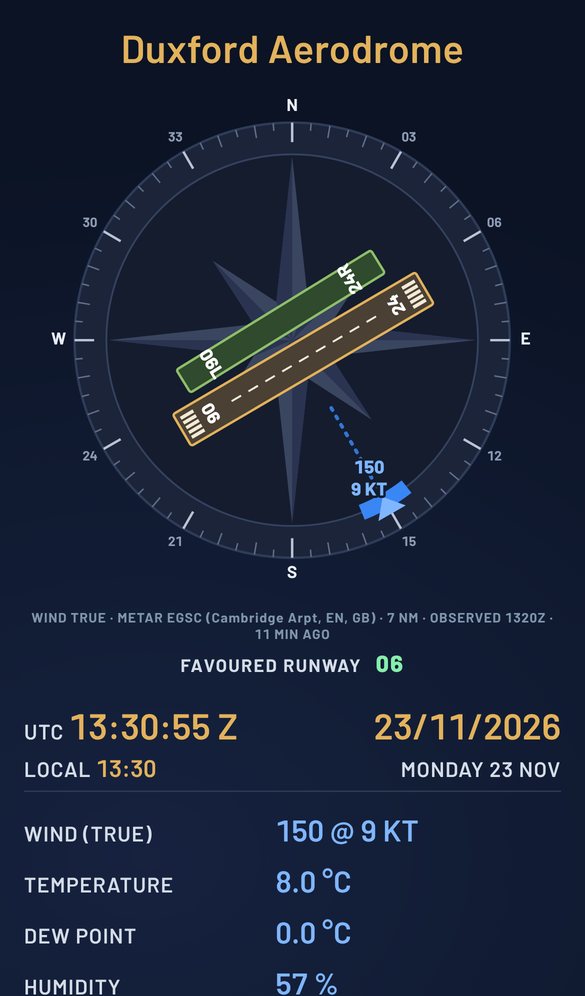 Duxford Aerodrome
N
33
03
30
06
24R
24
W
E
06L
06
24
12
150
9 KT
21
15
S
WIND TRUE · METAR EGSC (Cambridge Arpt, EN, GB) · 7 NM · OBSERVED 1320Z ·
11 MIN AGO
FAVOURED RUNWAY 06
UTC 13:30:55 Z 23/11/2026
LOCAL 13:30 MONDAY 23 NOV
WIND (TRUE) 150 @ 9 KT
TEMPERATURE 8.0 °C
DEW POINT 0.0 °C
HUMIDITY 57 %